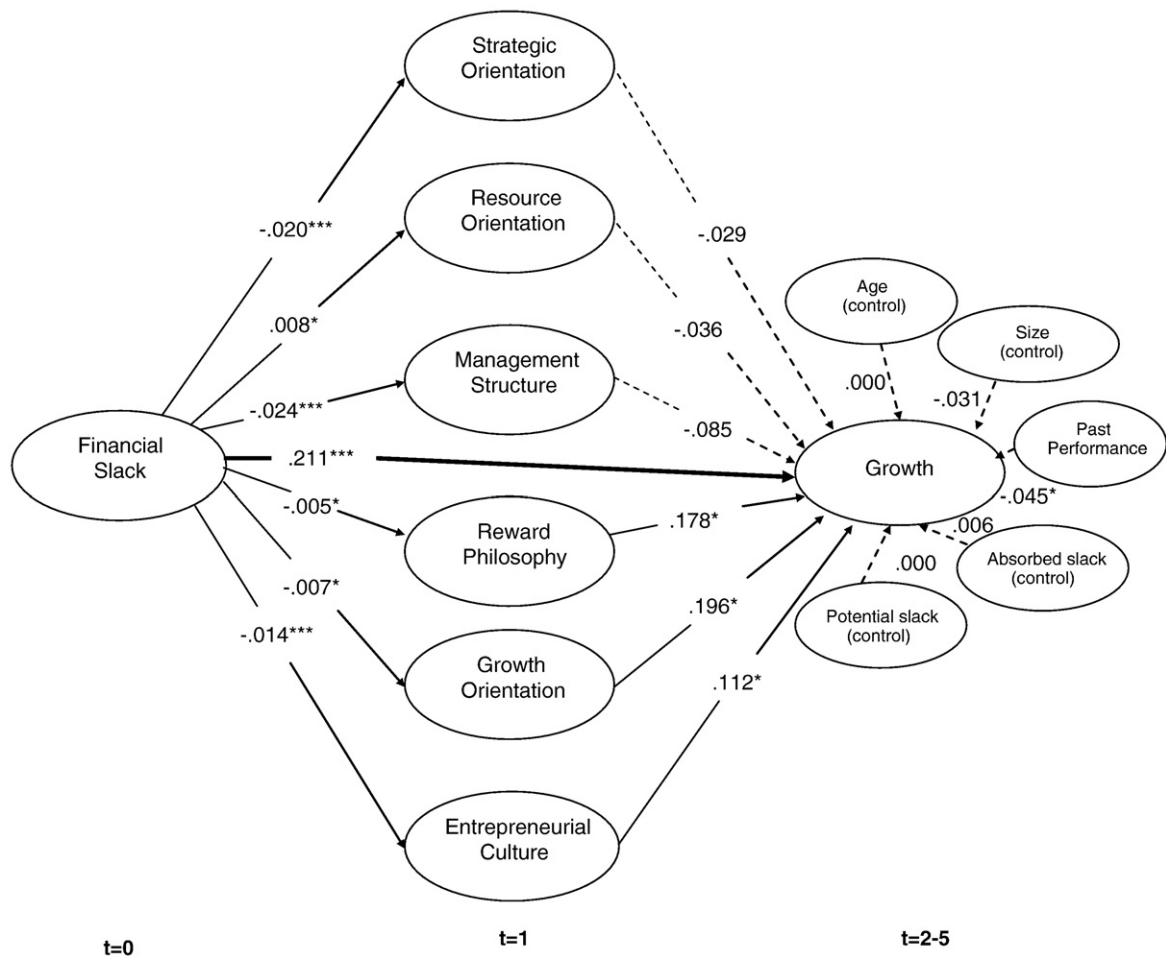 Strategic
Orientation
Resource
Orientation
-.020***
-.029
Age
(control)
.008*
-.036
Size
(control)
Management
Structure
.000
-.024***
-.031
-.085
Past
Performance
Financial
Slack
.211***
Growth
-.045*
-.005*
Reward
Philosophy
.178*
.006
.000
Absorbed slack
(control)
-.007*
.196*
Potential slack
(control)
-.014***
Growth
Orientation
.112*
Entrepreneurial
Culture
t=0
t=1
t=2-5